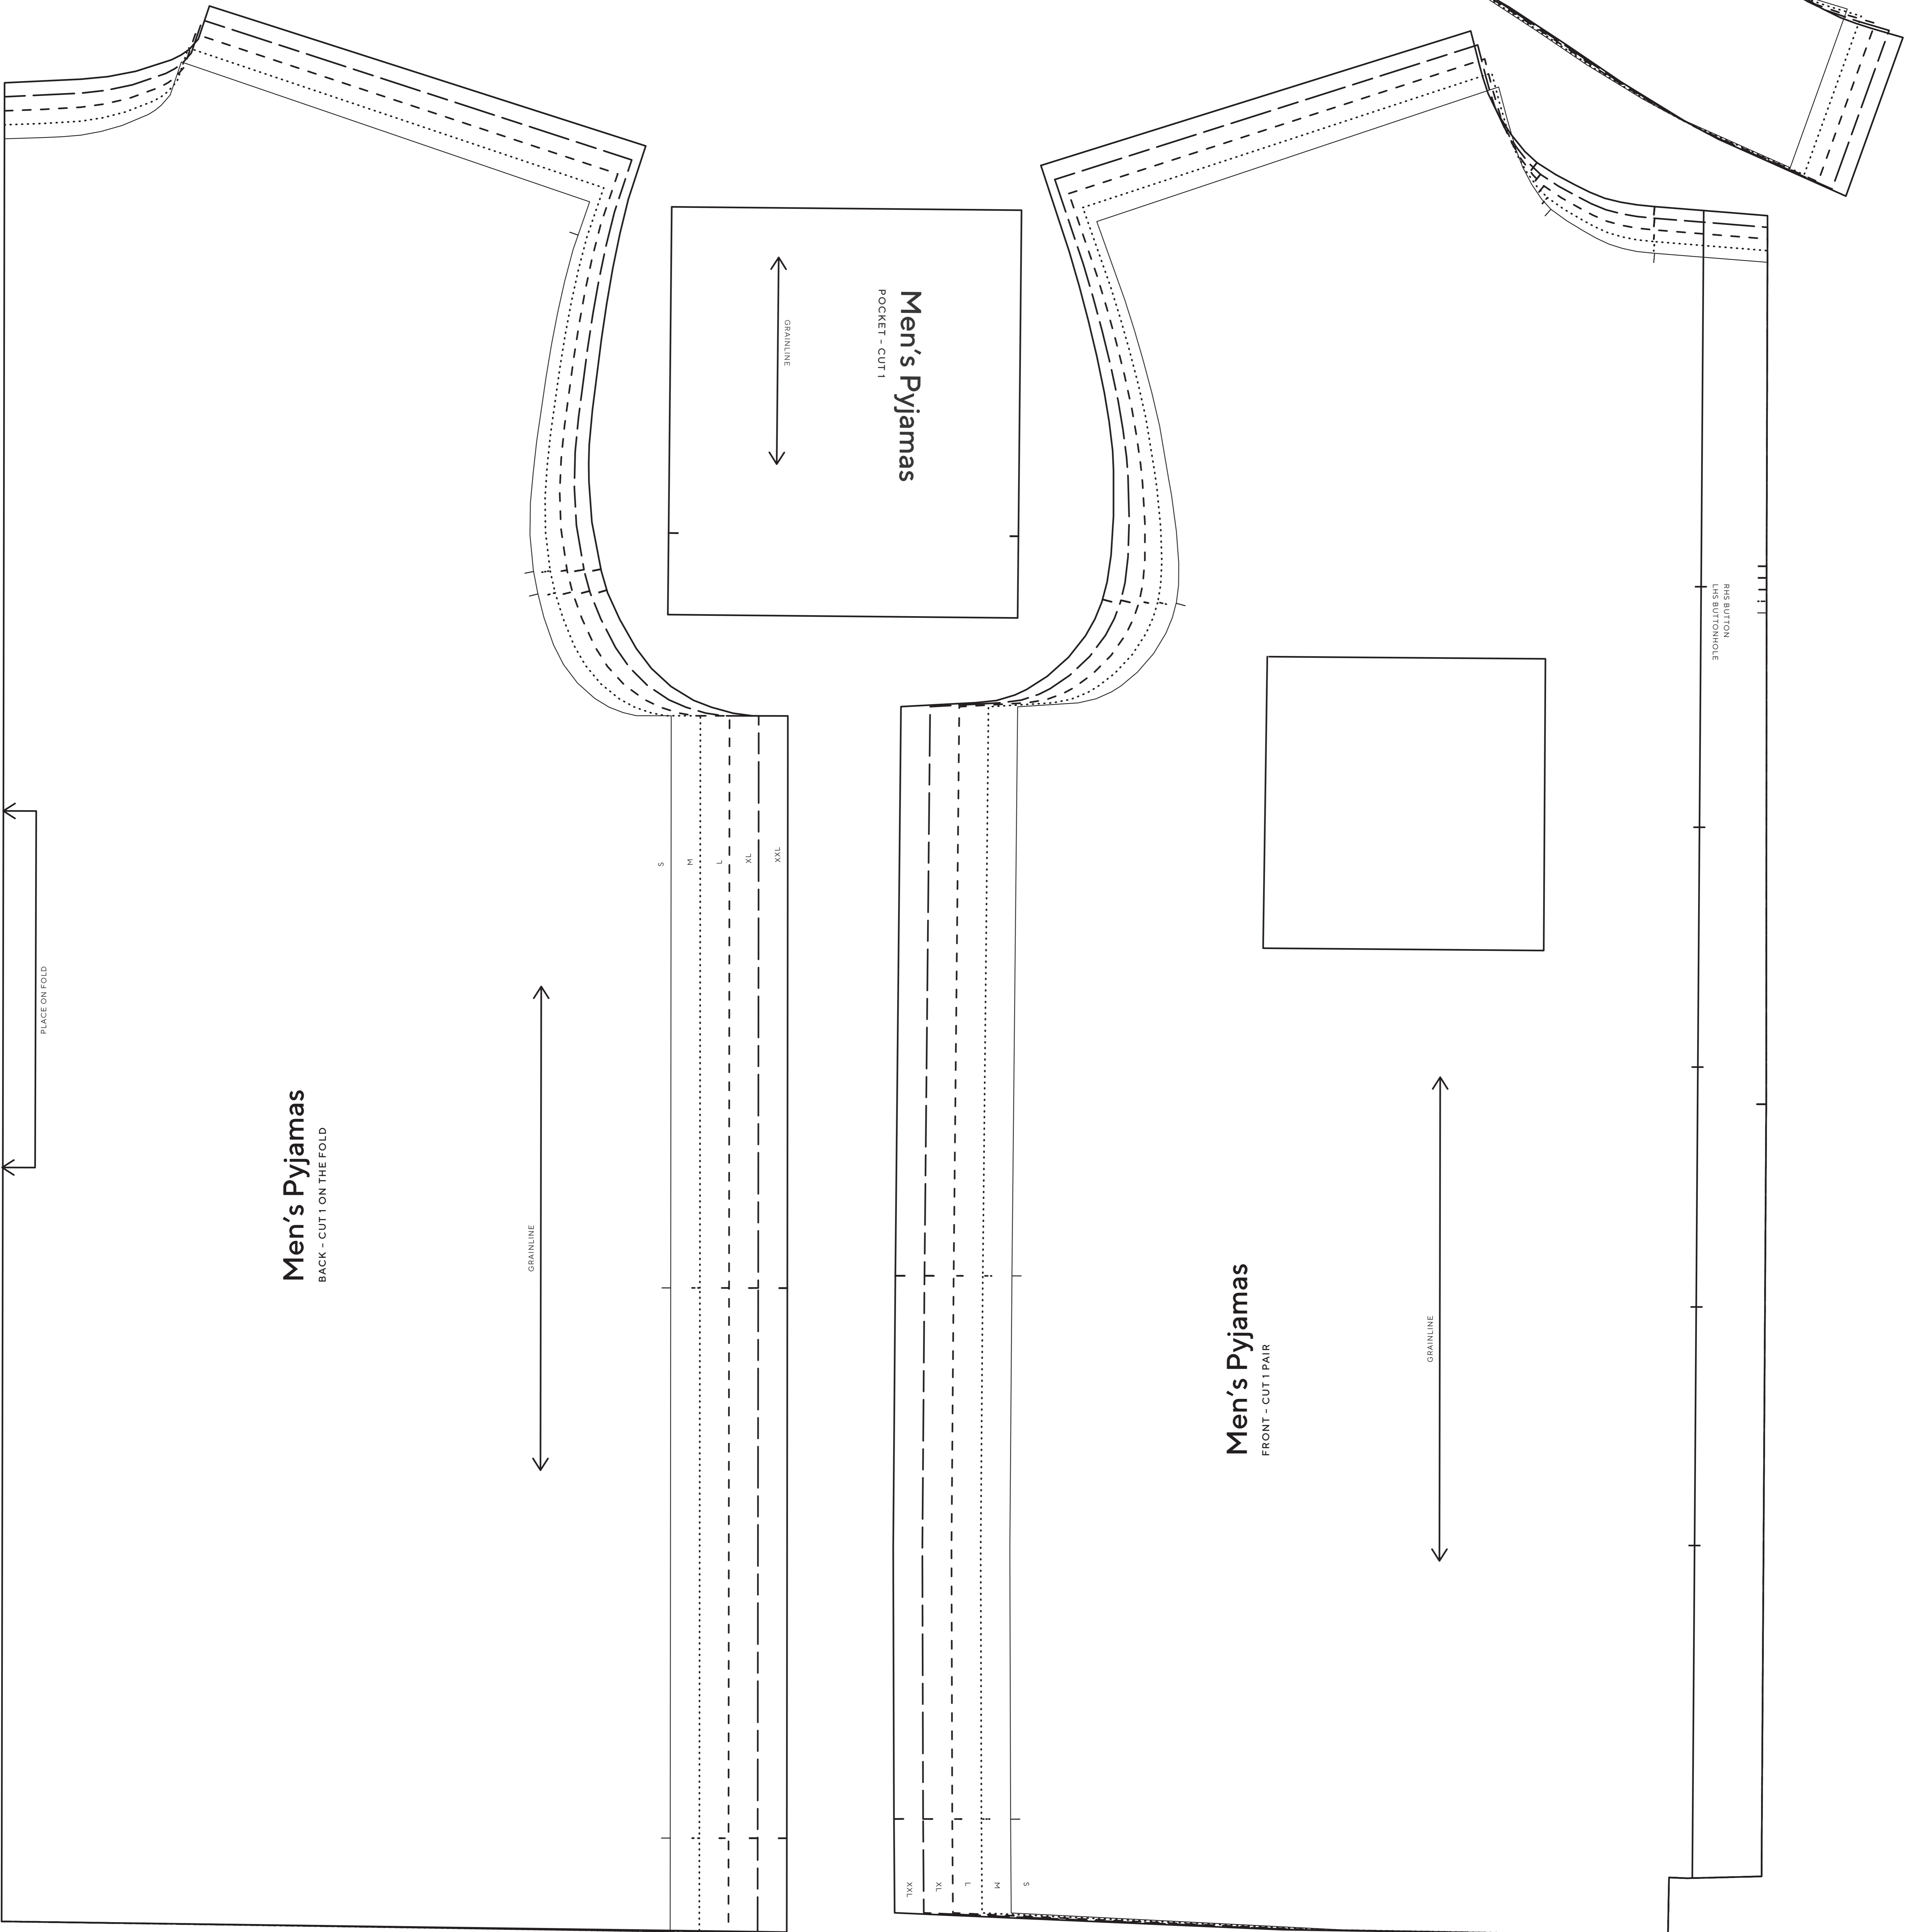 Men's Pyjamas
POCKET – CUT 1
GRAINLINE
RHS BUTTON
LHS BUTTONHOLE
S
M
L
XL
XXL
PLACE ON FOLD
Men's Pyjamas
BACK – CUT 1 ON THE FOLD
GRAINLINE
Men's Pyjamas
FRONT – CUT 1 PAIR
GRAINLINE
XXL
XL
L
M
S